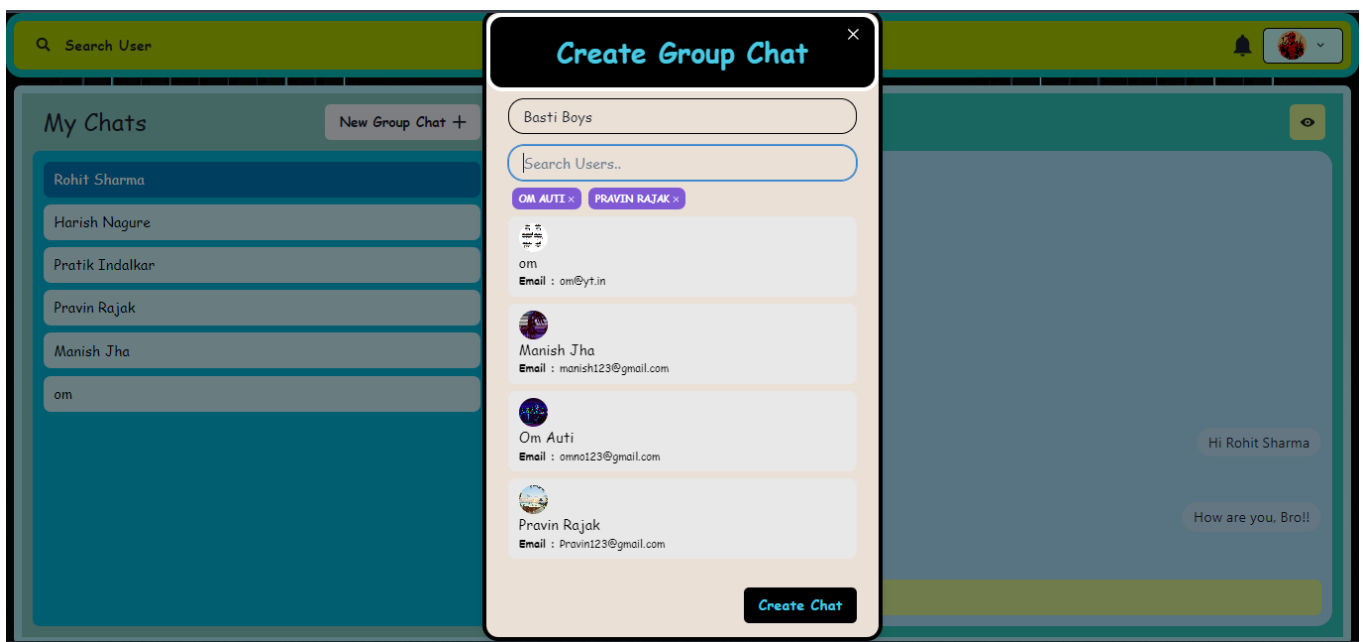 Search User
My Chats
New Group Chat +
Rohit Sharma
Harish Nagure
Pratik Indalkar
Pravin Rajak
Manish Jha
om
Create Group Chat
Basti Boys
Search Users..
OM AUTI ×
PRAVIN RAJAK ×
om
Email : om@yt.in
Manish Jha
Email : manish123@gmail.com
Om Auti
Email : omno123@gmail.com
Pravin Rajak
Email : Pravin123@gmail.com
Create Chat
Hi Rohit Sharma
How are you, Bro!!